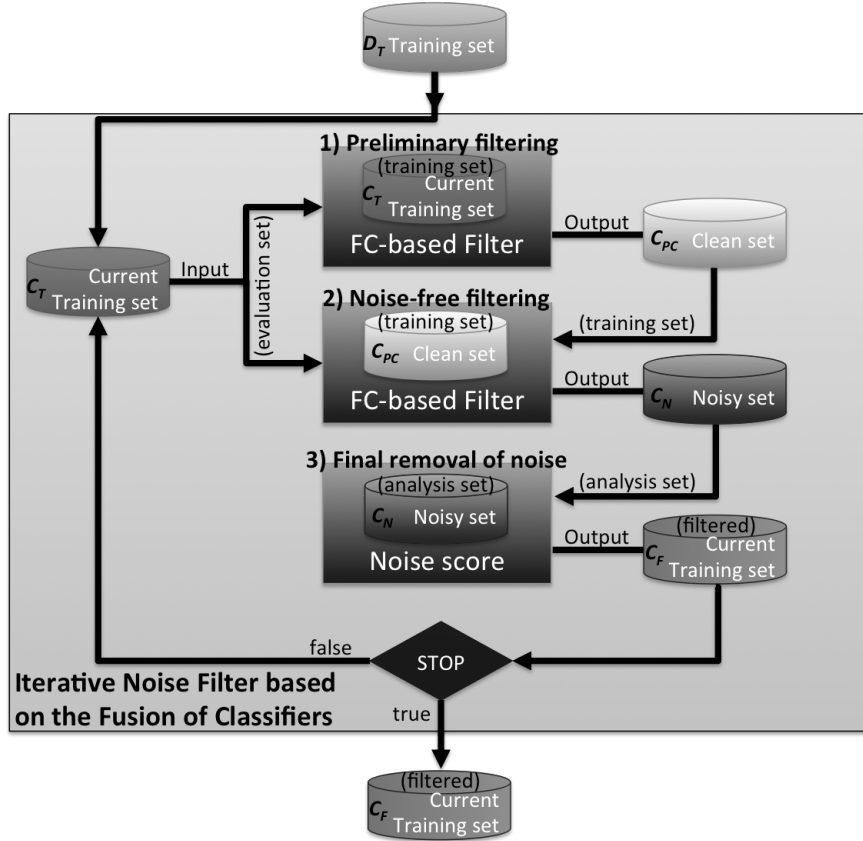 D_T Training set
1) Preliminary filtering
(training set)
C_T Current
Training set
FC-based Filter
Output
C_PC Clean set
C_T Current
Training set
Input
(evaluation set)
2) Noise-free filtering
(training set)
C_PC Clean set
FC-based Filter
(training set)
Output
C_N Noisy set
3) Final removal of noise
(analysis set)
C_N Noisy set
Noise score
(analysis set)
Output
(filtered)
C_F Current
Training set
false
STOP
true
Iterative Noise Filter based
on the Fusion of Classifiers
(filtered)
C_F Current
Training set